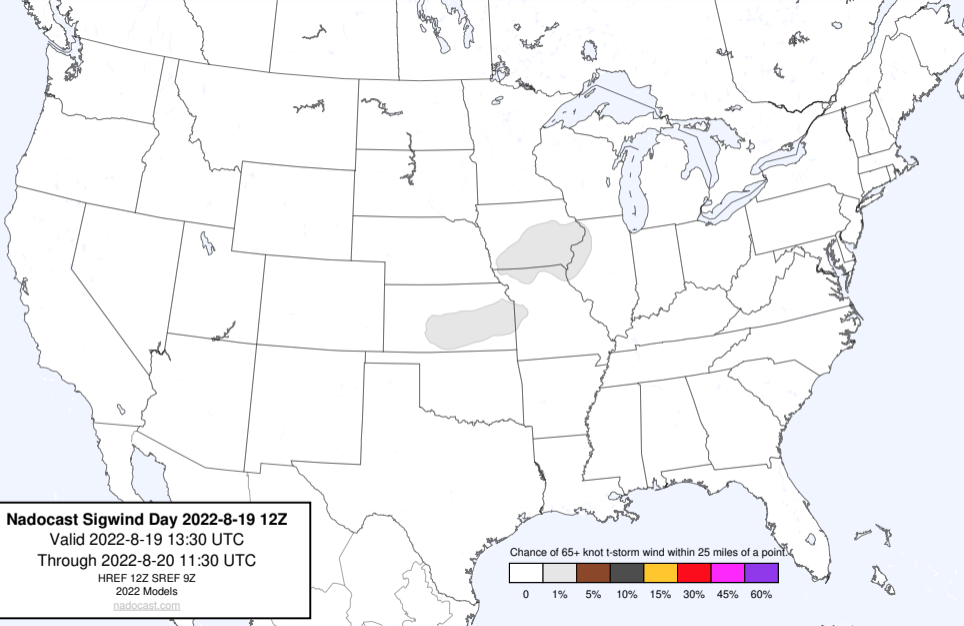 Nadocast Sigwind Day 2022-8-19 12Z
Valid 2022-8-19 13:30 UTC
Through 2022-8-20 11:30 UTC
HREF 12Z SREF 9Z
2022 Models
nadocast.com
Chance of 65+ knot t-storm wind within 25 miles of a point.
0 1% 5% 10% 15% 30% 45% 60%